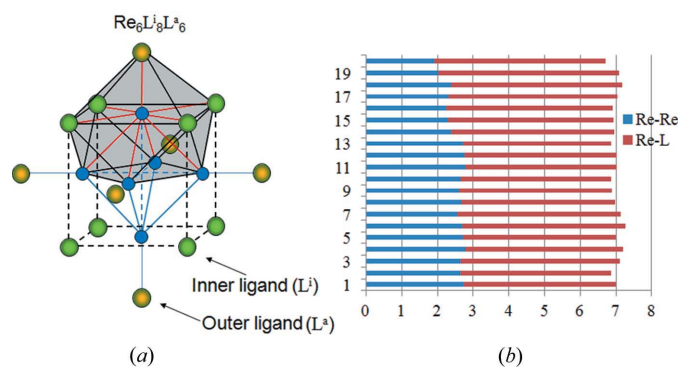 Re₆Lⁱ₈Lᵃ₆
Inner ligand (Lⁱ)
Outer ligand (Lᵃ)
(a)
19
17
15
13
11
9
7
5
3
1
0 1 2 3 4 5 6 7 8
Re-Re
Re-L
(b)